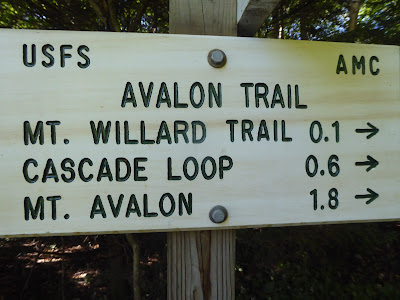 USFS AMC
AVALON TRAIL
MT. WILLARD TRAIL 0.1 →
CASCADE LOOP 0.6 →
MT. AVALON 1.8 →